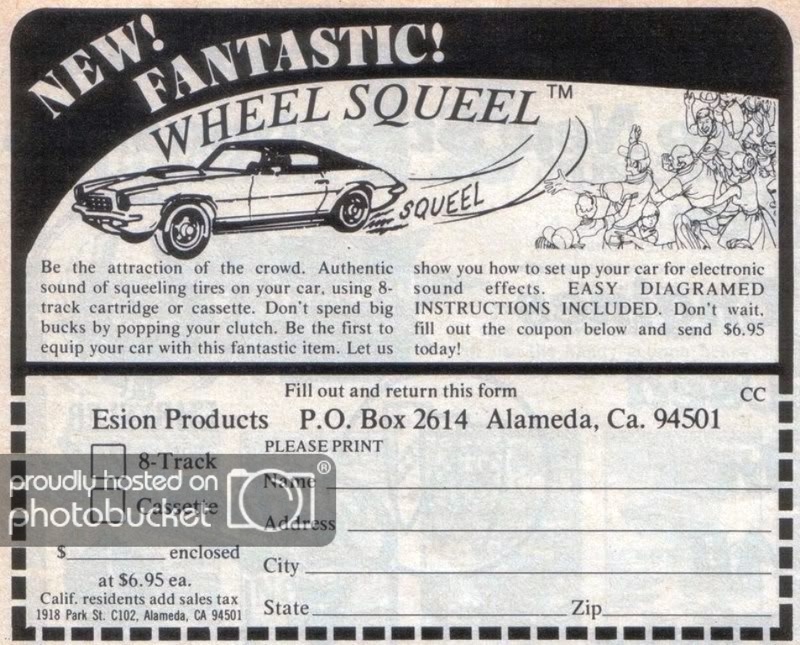 NEW!
FANTASTIC!
WHEEL SQUEEL™
SQUEEL
Be the attraction of the crowd. Authentic
sound of squeeling tires on your car, using 8-
track cartridge or cassette. Don't spend big
bucks by popping your clutch. Be the first to
equip your car with this fantastic item. Let us
show you how to set up your car for electronic
sound effects. EASY DIAGRAMED
INSTRUCTIONS INCLUDED. Don't wait,
fill out the coupon below and send $6.95
today!
Fill out and return this form
CC
Esion Products P.O. Box 2614 Alameda, Ca. 94501
PLEASE PRINT
8-Track
Cassette
$ enclosed
at $6.95 ea.
Calif. residents add sales tax
1918 Park St. C102, Alameda, CA 94501
Name
Address
City
State Zip
proudly hosted on
photobucket ®